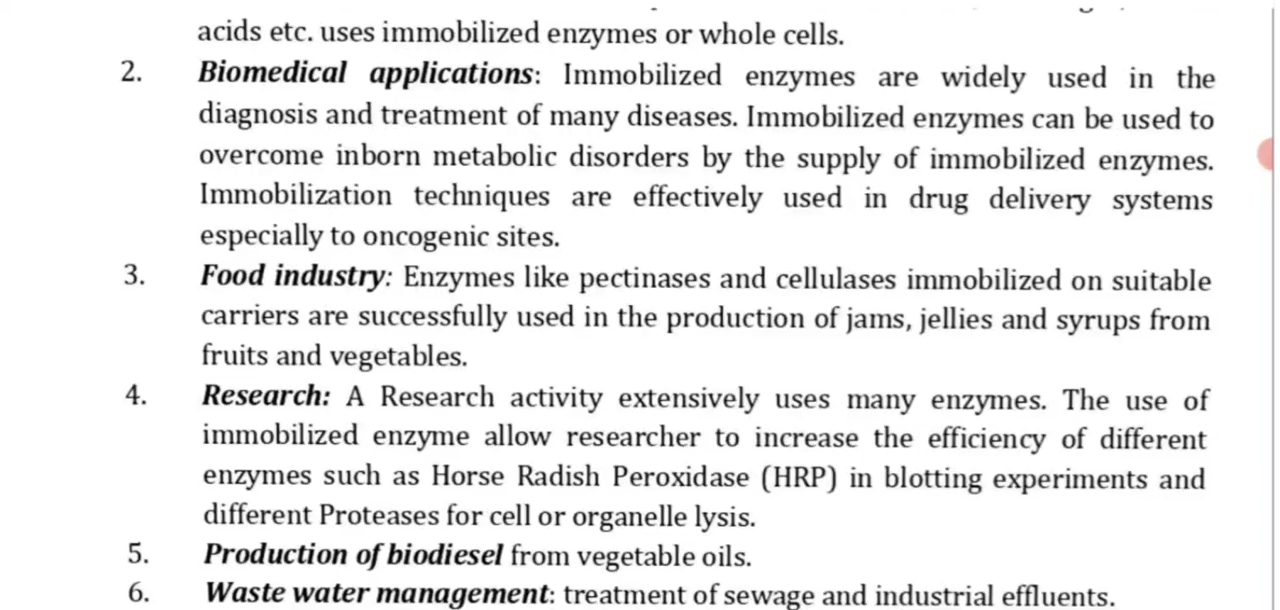 acids etc. uses immobilized enzymes or whole cells.
2. Biomedical applications: Immobilized enzymes are widely used in the
diagnosis and treatment of many diseases. Immobilized enzymes can be used to
overcome inborn metabolic disorders by the supply of immobilized enzymes.
Immobilization techniques are effectively used in drug delivery systems
especially to oncogenic sites.
3. Food industry: Enzymes like pectinases and cellulases immobilized on suitable
carriers are successfully used in the production of jams, jellies and syrups from
fruits and vegetables.
4. Research: A Research activity extensively uses many enzymes. The use of
immobilized enzyme allow researcher to increase the efficiency of different
enzymes such as Horse Radish Peroxidase (HRP) in blotting experiments and
different Proteases for cell or organelle lysis.
5. Production of biodiesel from vegetable oils.
6. Waste water management: treatment of sewage and industrial effluents.